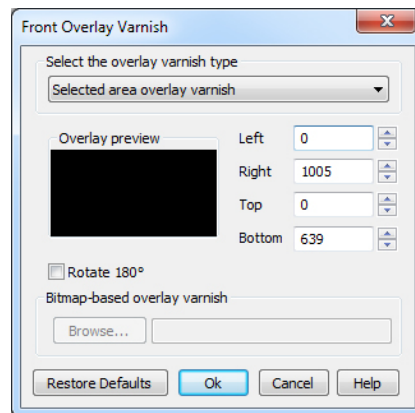 Front Overlay Varnish
Select the overlay varnish type
Selected area overlay varnish
Overlay preview
Left 0
Right 1005
Top 0
Bottom 639
Rotate 180°
Bitmap-based overlay varnish
Browse...
Restore Defaults Ok Cancel Help